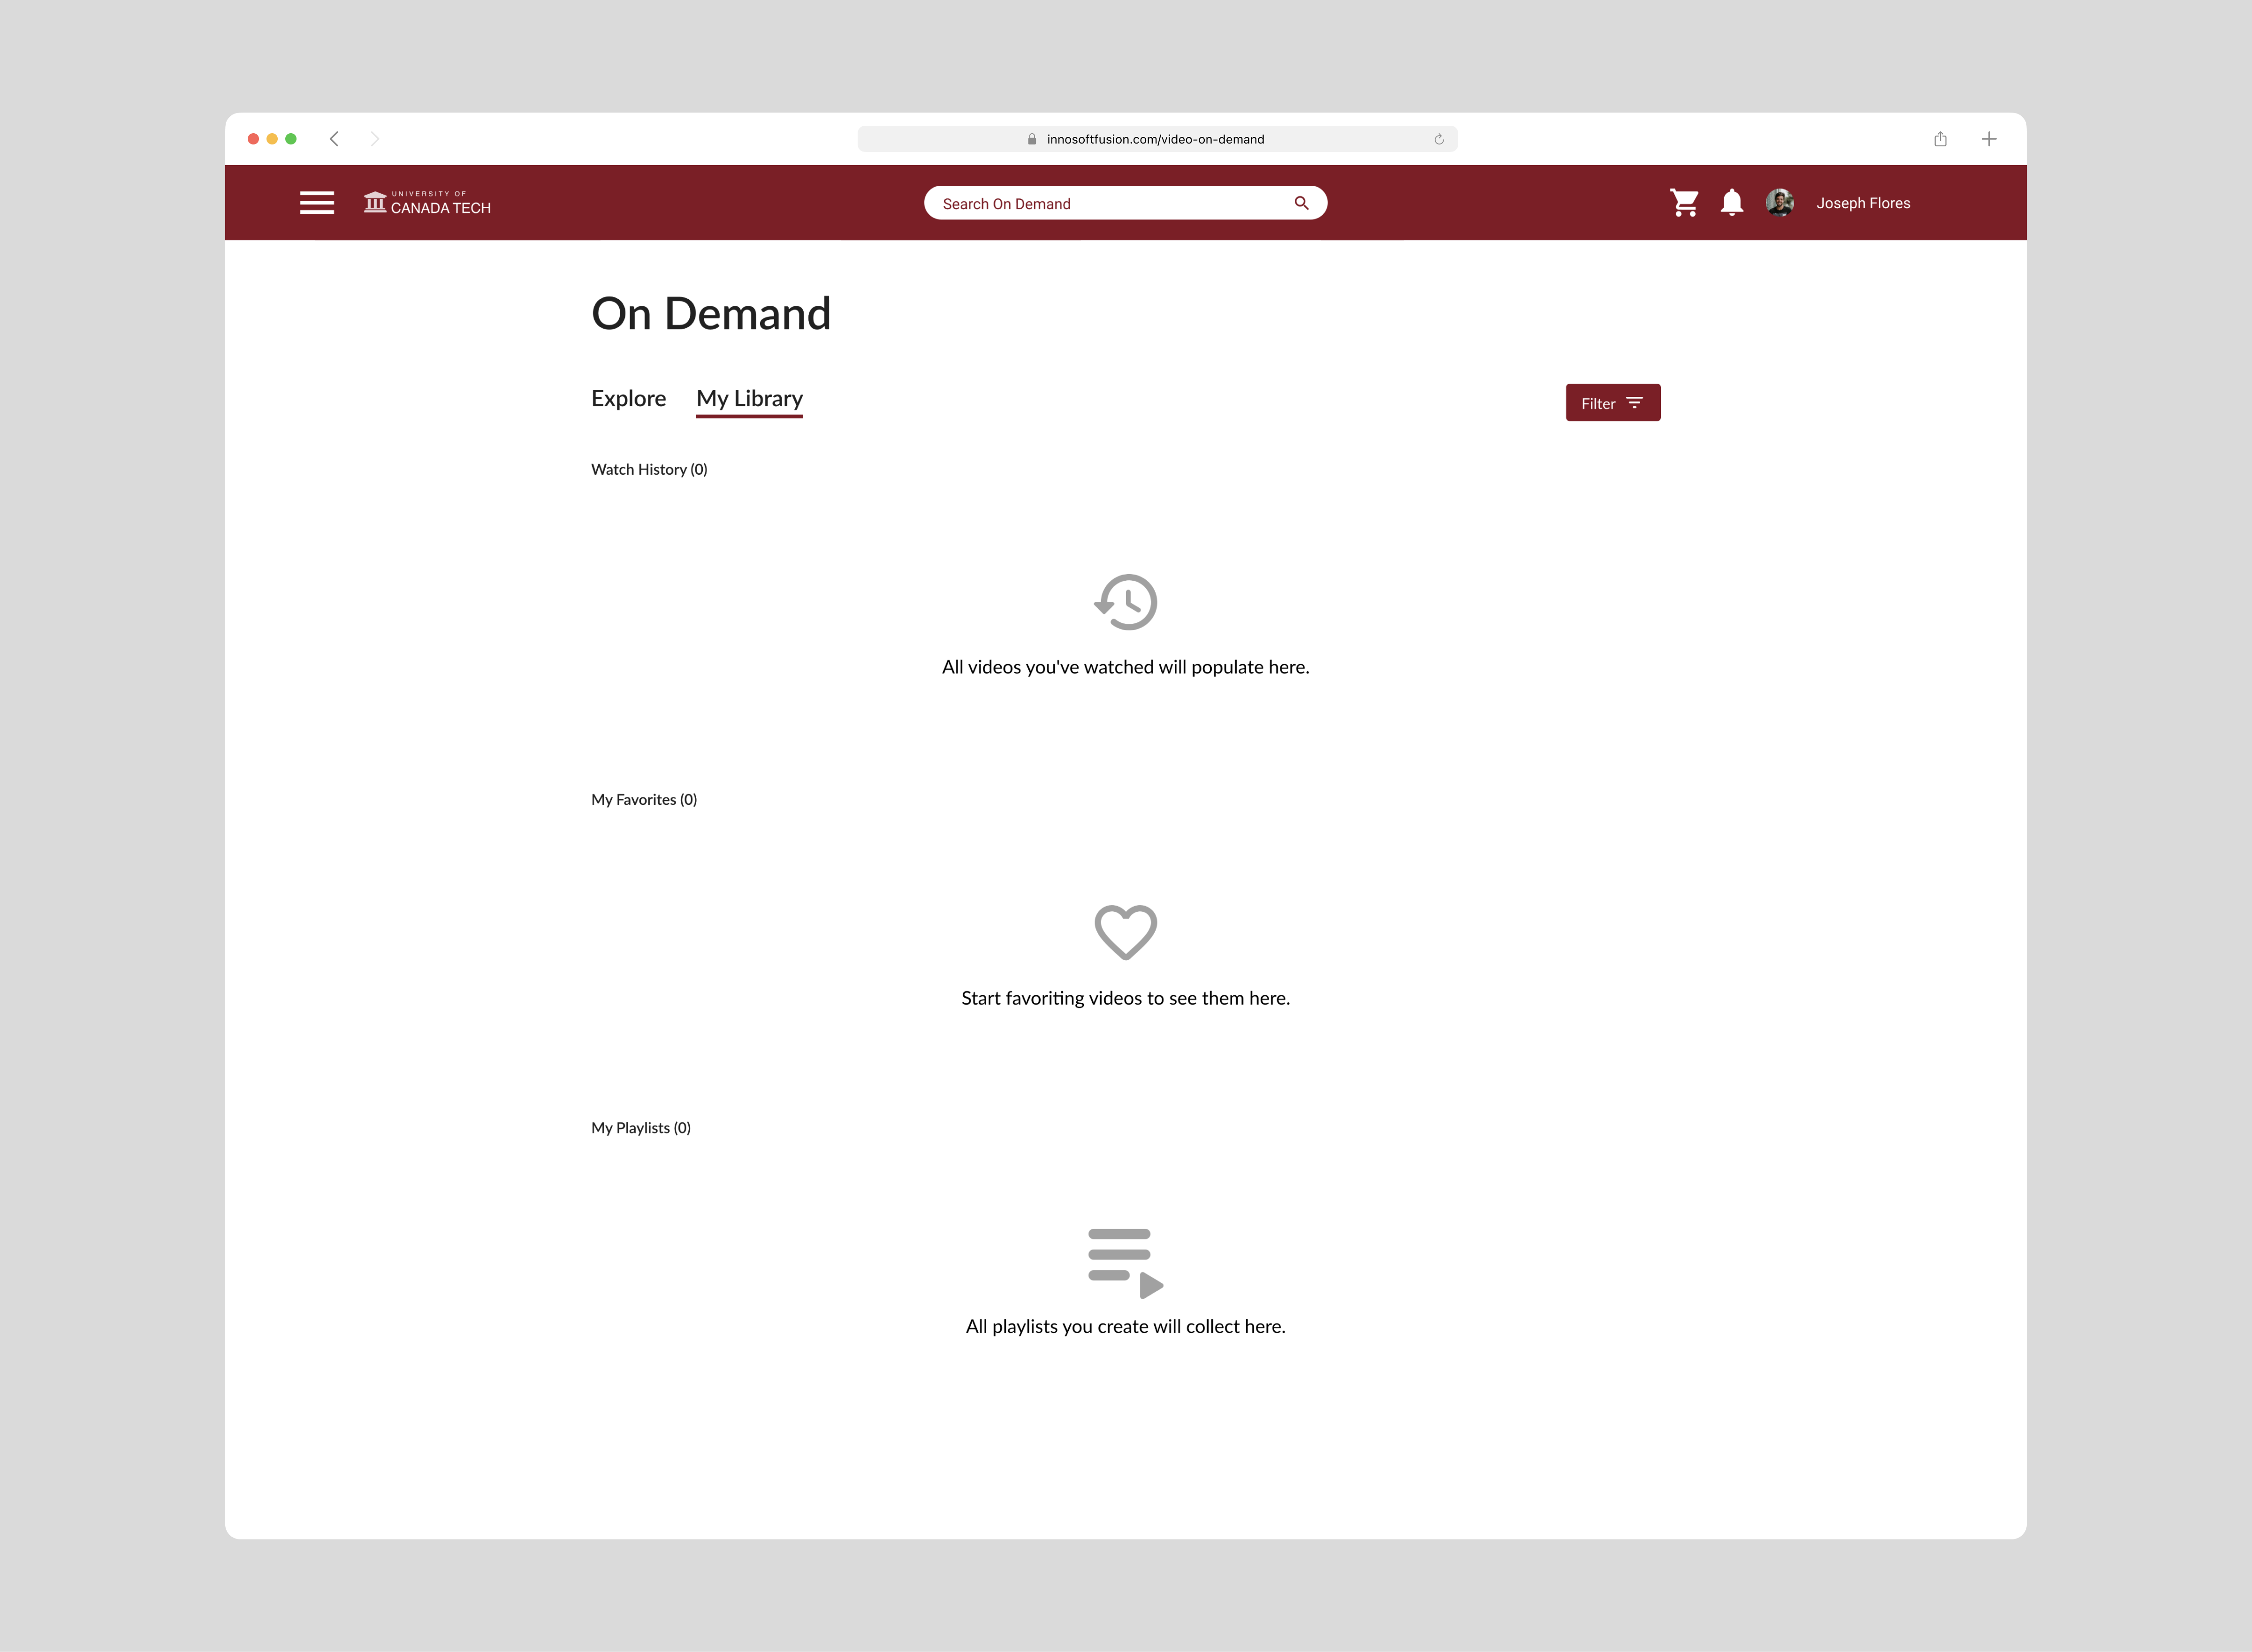 innosoftfusion.com/video-on-demand
UNIVERSITY OF
CANADA TECH
Search On Demand
Joseph Flores
On Demand
Explore
My Library
Filter
Watch History (0)
All videos you've watched will populate here.
My Favorites (0)
Start favoriting videos to see them here.
My Playlists (0)
All playlists you create will collect here.